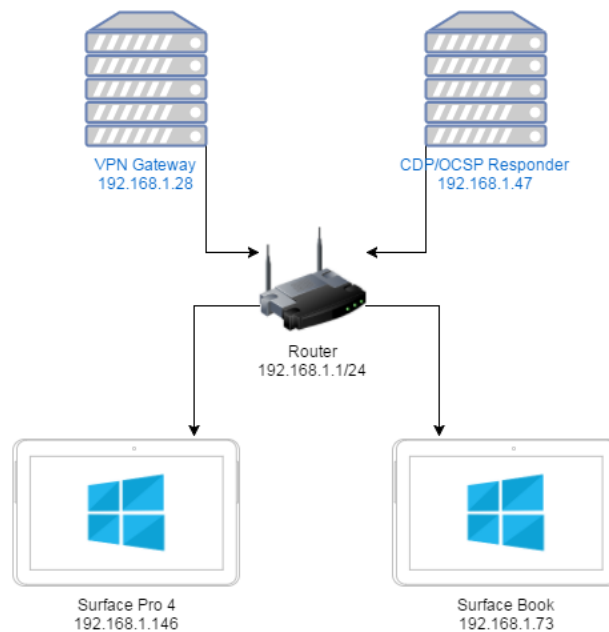 VPN Gateway
192.168.1.28
CDP/OCSP Responder
192.168.1.47
Router
192.168.1.1/24
Surface Pro 4
192.168.1.146
Surface Book
192.168.1.73